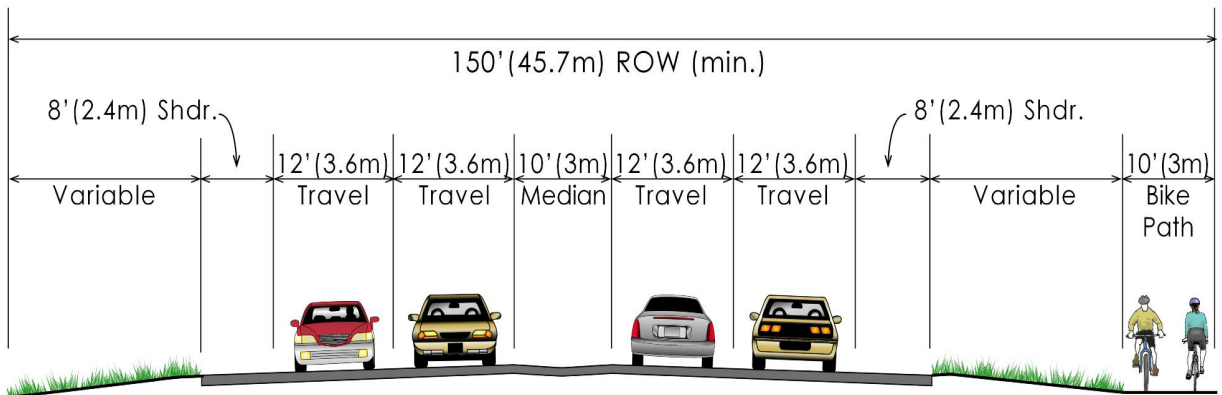 150'(45.7m) ROW (min.)
8'(2.4m) Shdr.
8'(2.4m) Shdr.
12'(3.6m) 12'(3.6m) 10'(3m) 12'(3.6m) 12'(3.6m) 10'(3m)
Variable Travel Travel Median Travel Travel Variable Bike
Path